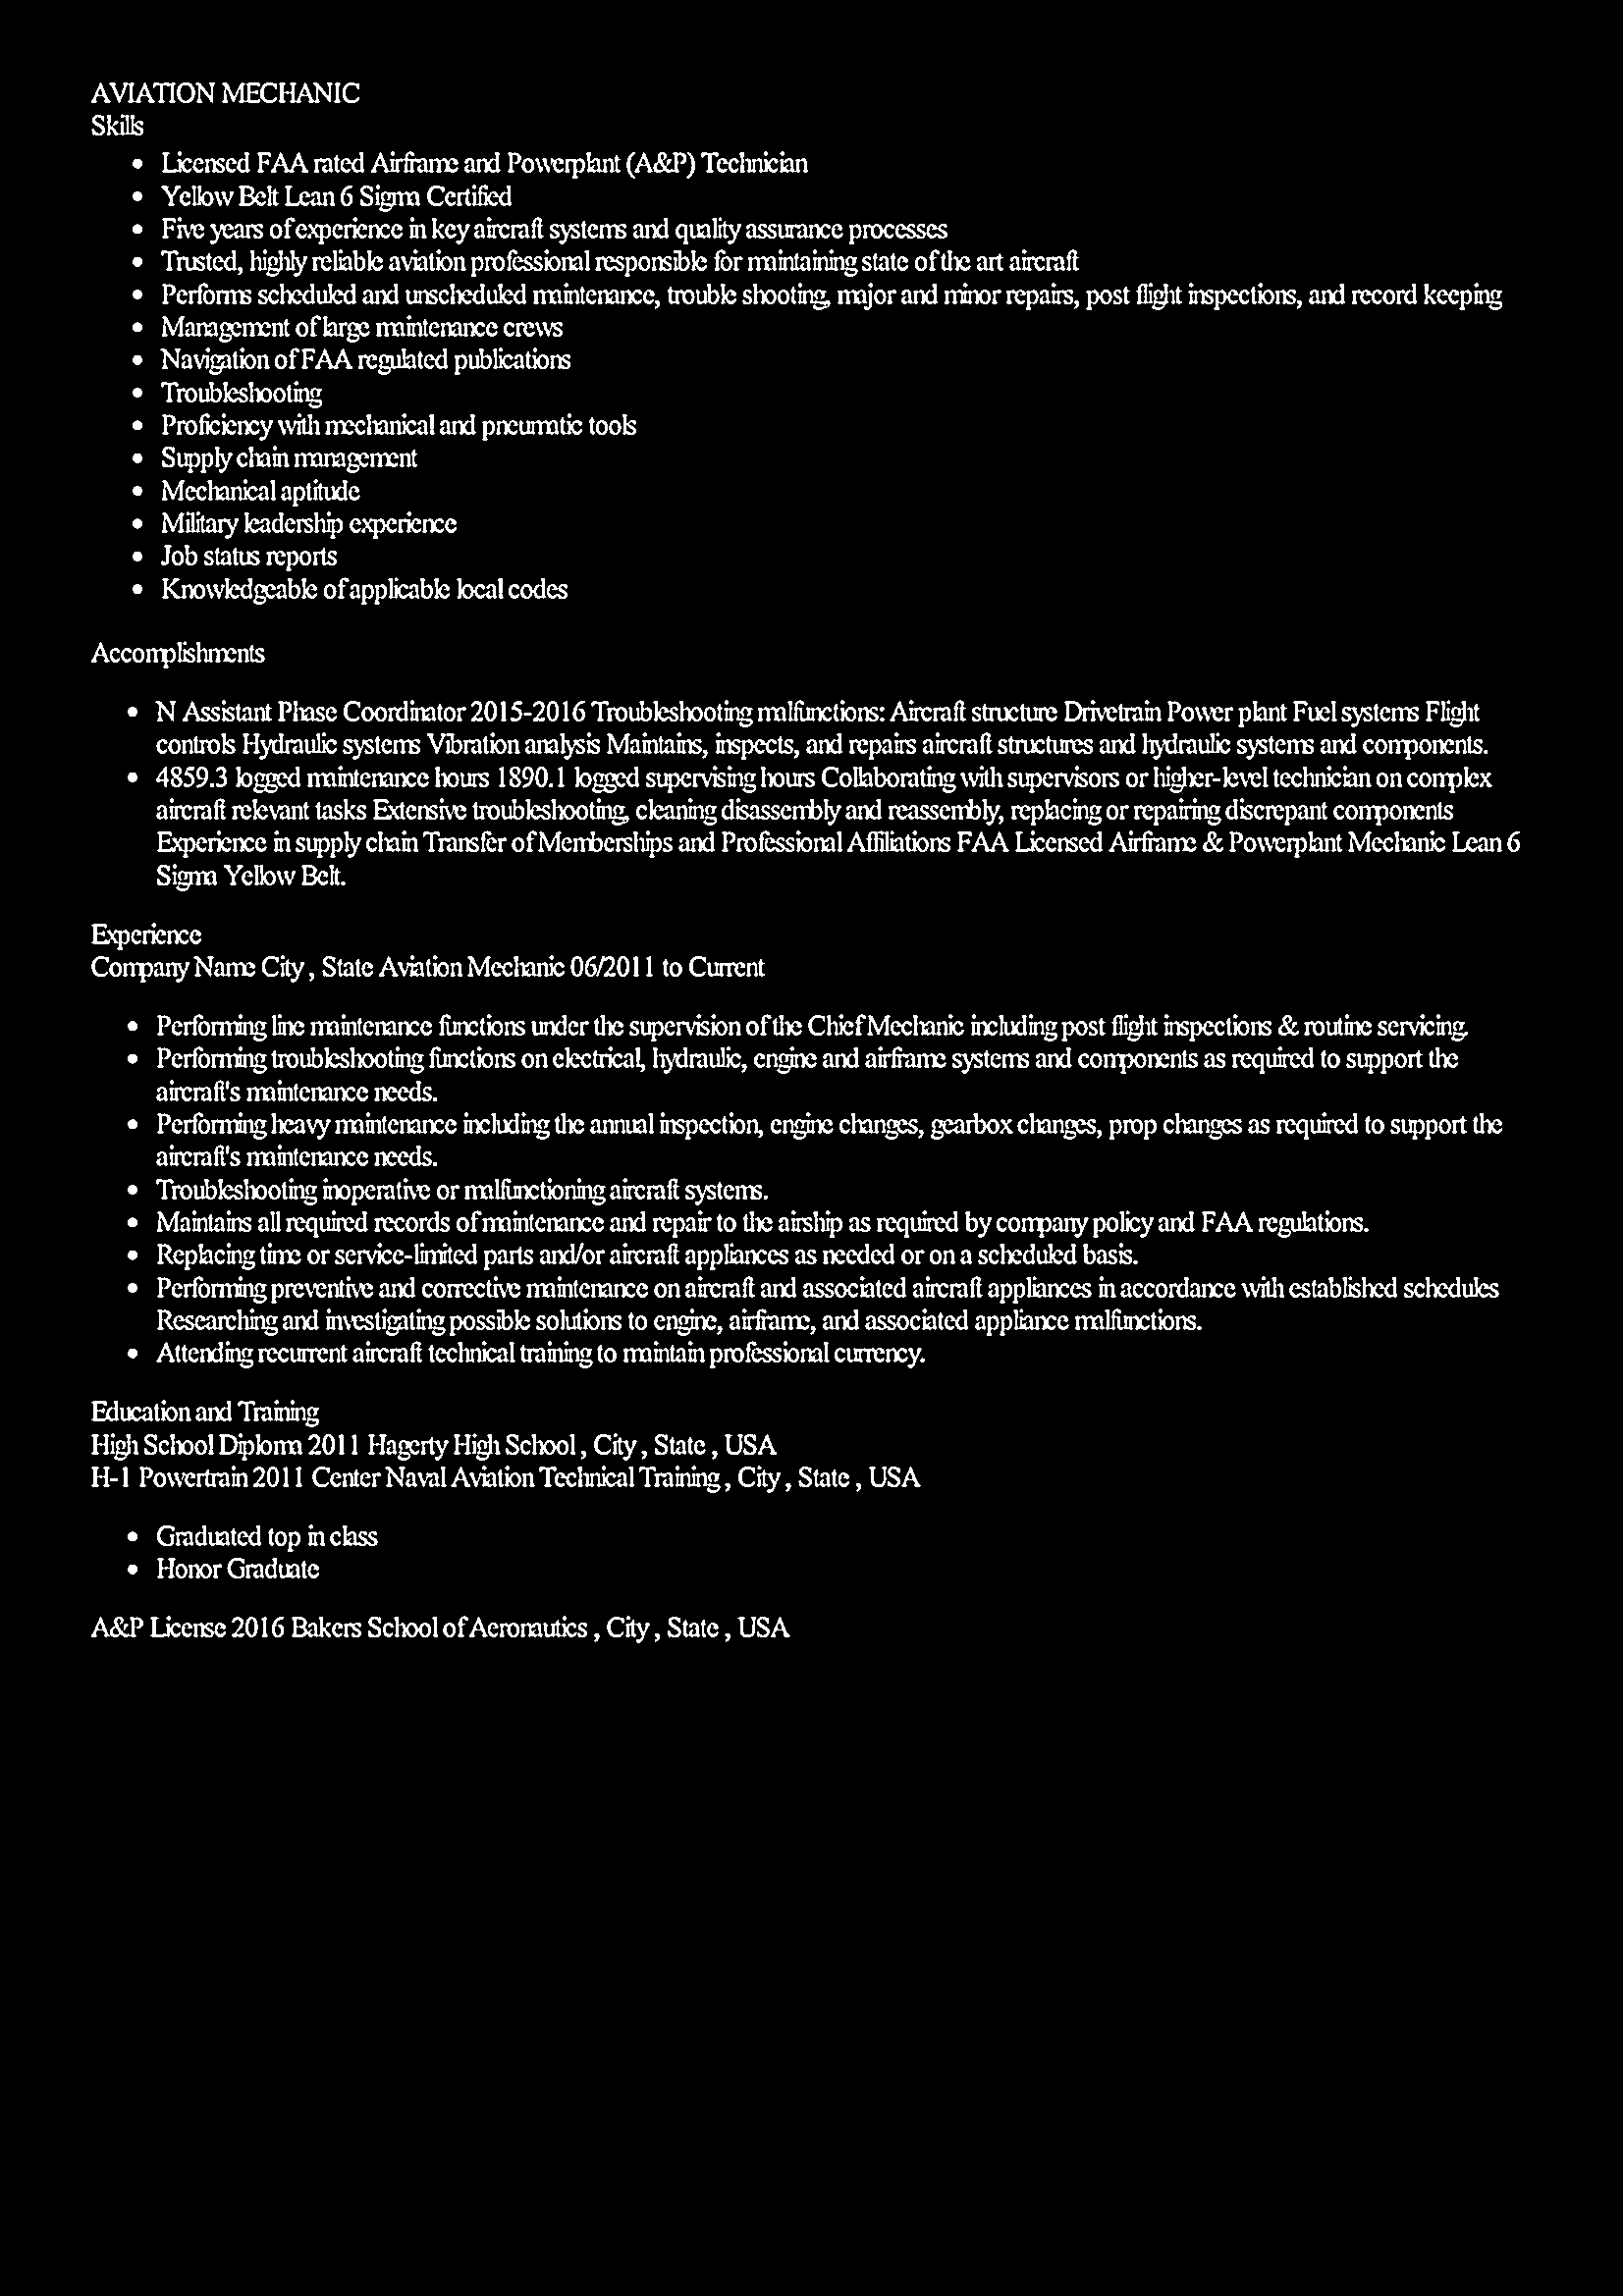 AVIATION MECHANIC
Skills
• Licensed FAA rated Airframe and Powerplant (A&P) Technician
• Yellow Belt Lean 6 Sigma Certified
• Five years of experience in key aircraft systems and quality assurance processes
• Trusted, highly reliable aviation professional responsible for maintaining state of the art aircraft
• Performs scheduled and unscheduled maintenance, trouble shooting, major and minor repairs, post flight inspections, and record keeping
• Management of large maintenance crews
• Navigation of FAA regulated publications
• Troubleshooting
• Proficiency with mechanical and pneumatic tools
• Supply chain management
• Mechanical aptitude
• Military leadership experience
• Job status reports
• Knowledgeable of applicable local codes
Accomplishments
• N Assistant Phase Coordinator 2015-2016 Troubleshooting malfunctions: Aircraft structure Drivetrain Power plant Fuel systems Flight
controls Hydraulic systems Vibration analysis Maintains, inspects, and repairs aircraft structures and hydraulic systems and components.
• 4859.3 logged maintenance hours 1890.1 logged supervising hours Collaborating with supervisors or higher-level technician on complex
aircraft relevant tasks Extensive troubleshooting, cleaning disassembly and reassembly, replacing or repairing discrepant components
Experience in supply chain Transfer of Memberships and Professional Affiliations FAA Licensed Airframe & Powerplant Mechanic Lean 6
Sigma Yellow Belt.
Experience
Company Name City , State Aviation Mechanic 06/2011 to Current
• Performing line maintenance functions under the supervision of the Chief Mechanic including post flight inspections & routine servicing.
• Performing troubleshooting functions on electrical, hydraulic, engine and airframe systems and components as required to support the
aircraft's maintenance needs.
• Performing heavy maintenance including the annual inspection, engine changes, gearbox changes, prop changes as required to support the
aircraft's maintenance needs.
• Troubleshooting inoperative or malfunctioning aircraft systems.
• Maintains all required records of maintenance and repair to the airship as required by company policy and FAA regulations.
• Replacing time or service-limited parts and/or aircraft appliances as needed or on a scheduled basis.
• Performing preventive and corrective maintenance on aircraft and associated aircraft appliances in accordance with established schedules
Researching and investigating possible solutions to engine, airframe, and associated appliance malfunctions.
• Attending recurrent aircraft technical training to maintain professional currency.
Education and Training
High School Diploma 2011 Hagerty High School , City , State , USA
H-1 Powertrain 2011 Center Naval Aviation Technical Training , City , State , USA
• Graduated top in class
• Honor Graduate
A&P License 2016 Bakers School of Aeronautics , City , State , USA